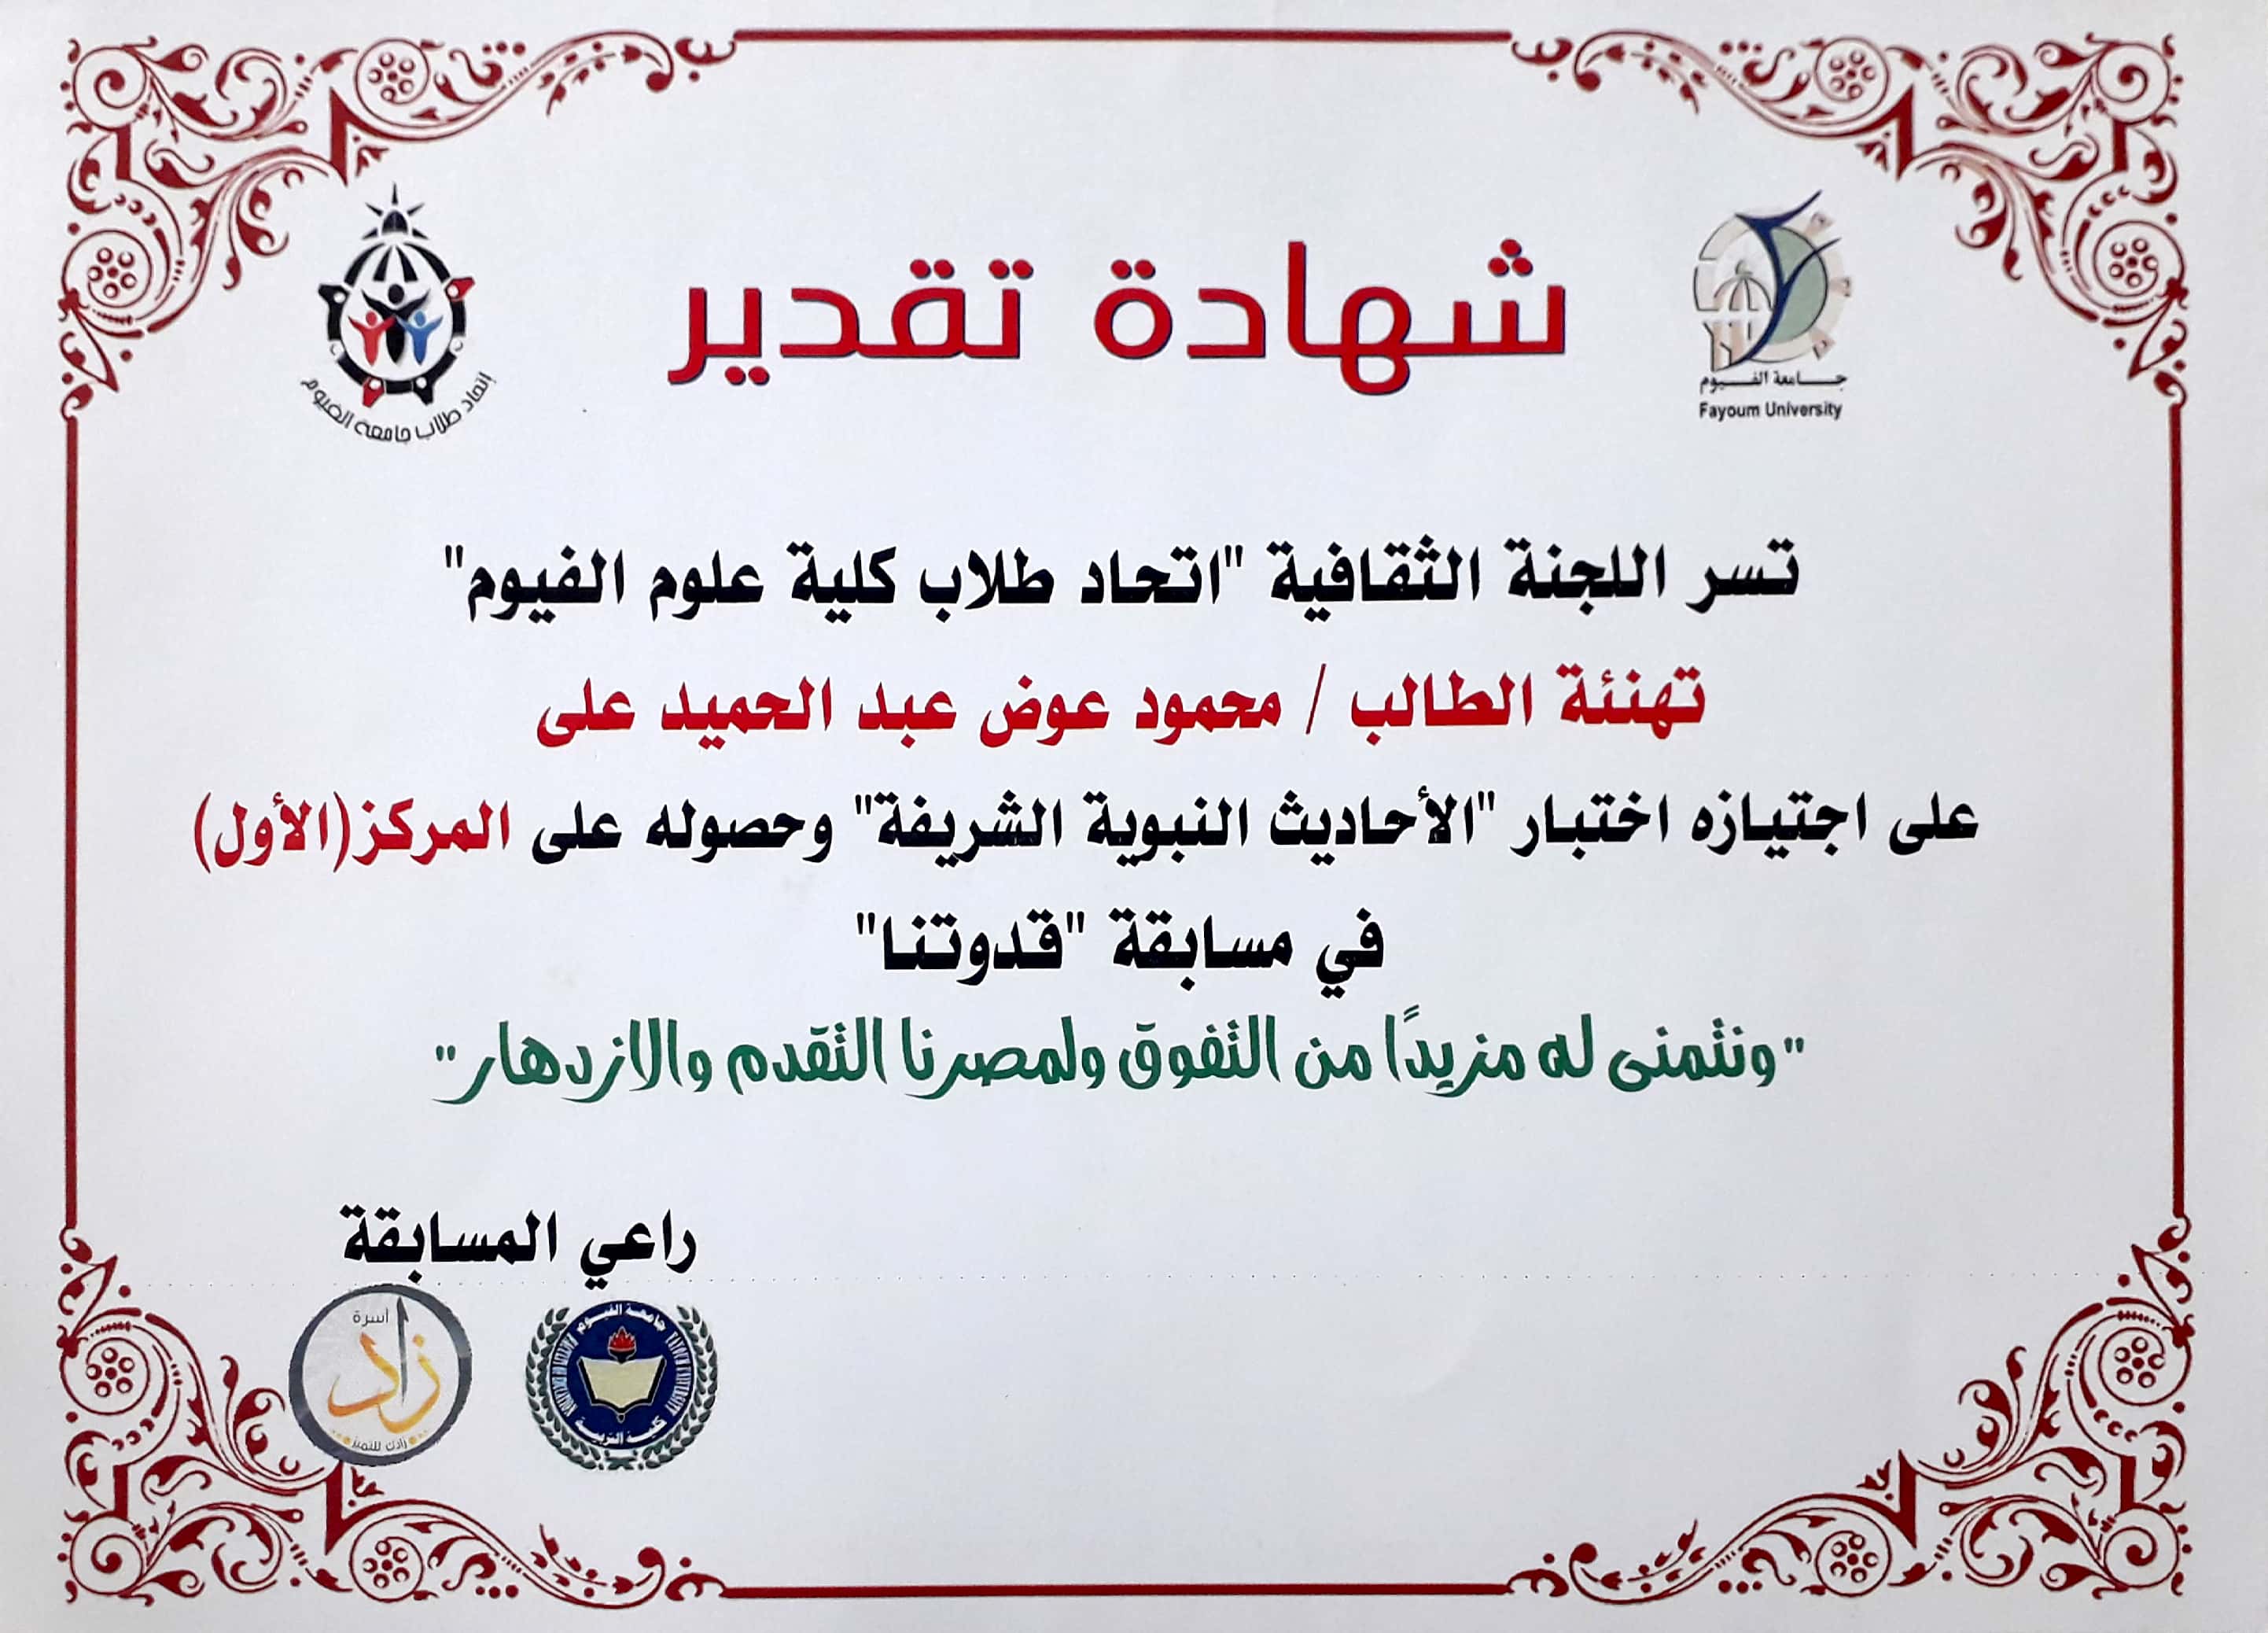 شهادة تقدير
جامعة الفيوم
Fayoum University
إتحاد طلاب جامعة الفيوم
تسر اللجنة الثقافية "اتحاد طلاب كلية علوم الفيوم"
تهنئة الطالب / محمود عوض عبد الحميد على
على اجتيازه اختبار "الأحاديث النبوية الشريفة" وحصوله على المركز(الأول)
في مسابقة "قدوتنا"
"ونتمنى له مزيدًا من التفوق ولمصرنا التقدم والازدهار"
راعي المسابقة
جامعة الفيوم
FAYOUM UNIVERSITY
كلية التربية
أسرة
زاد
زادك للتميز